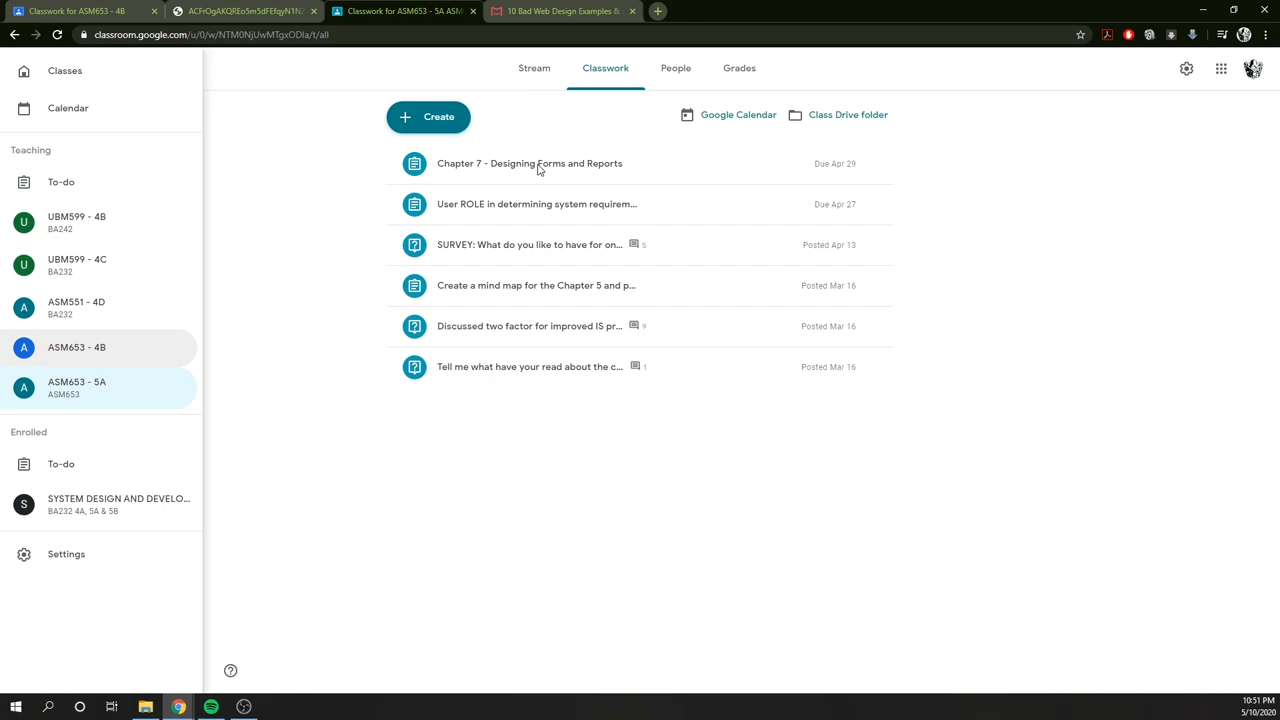 Classwork for ASM653 - 4B
ACFrOgAKQREo5m5dFEfqyN1N
Classwork for ASM653 - 5A ASM
10 Bad Web Design Examples &
classroom.google.com/u/0/w/NTM0NjUwMTgxODIa/t/all
Classes
Stream
Classwork
People
Grades
Calendar
Create
Google Calendar
Class Drive folder
Teaching
To-do
UBM599 - 4B
BA242
UBM599 - 4C
BA232
ASM551 - 4D
BA232
ASM653 - 4B
ASM653 - 5A
ASM653
Enrolled
To-do
SYSTEM DESIGN AND DEVELO...
BA232 4A, 5A & 5B
Settings
Chapter 7 - Designing Forms and Reports
Due Apr 29
User ROLE in determining system requirem...
Due Apr 27
SURVEY: What do you like to have for on...
5
Posted Apr 13
Create a mind map for the Chapter 5 and p...
Posted Mar 16
Discussed two factor for improved IS pr...
9
Posted Mar 16
Tell me what have your read about the c...
1
Posted Mar 16
10:51 PM
5/10/2020